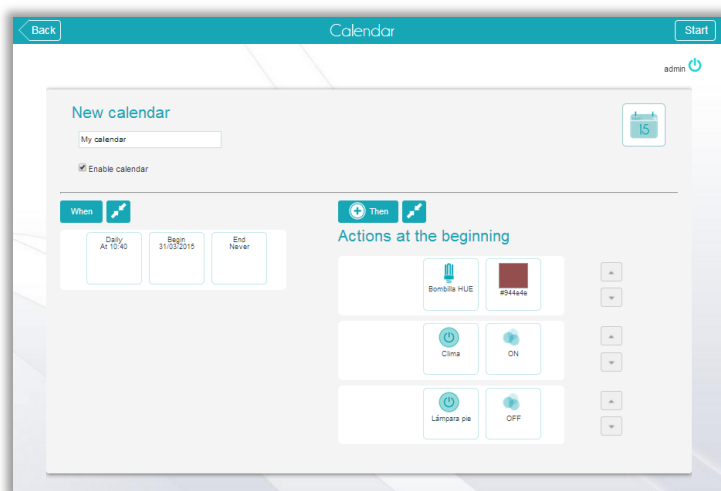 Back
Calendar
Start
admin
New calendar
15
My calendar
Enable calendar
When
Then
Daily
At 10:40
Begin
31/03/2015
End
Never
Actions at the beginning
Bombilla HUE
#944e4e
Clima
ON
Lámpara pie
OFF